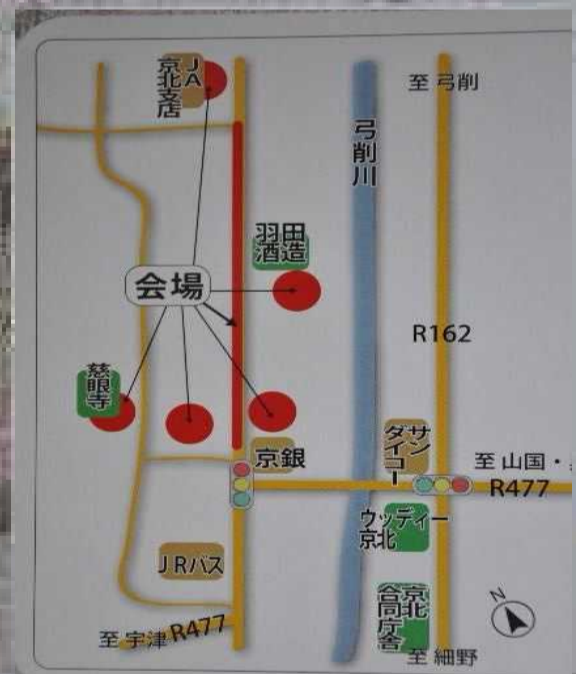 JA
京北支店
至 弓削
弓削川
羽田
酒造
会場
R162
慈眼寺
サンダイコー
京銀
至 山国・
R477
ウッディー
京北
JRバス
京北
合同庁舎
N
至 宇津 R477
至 細野